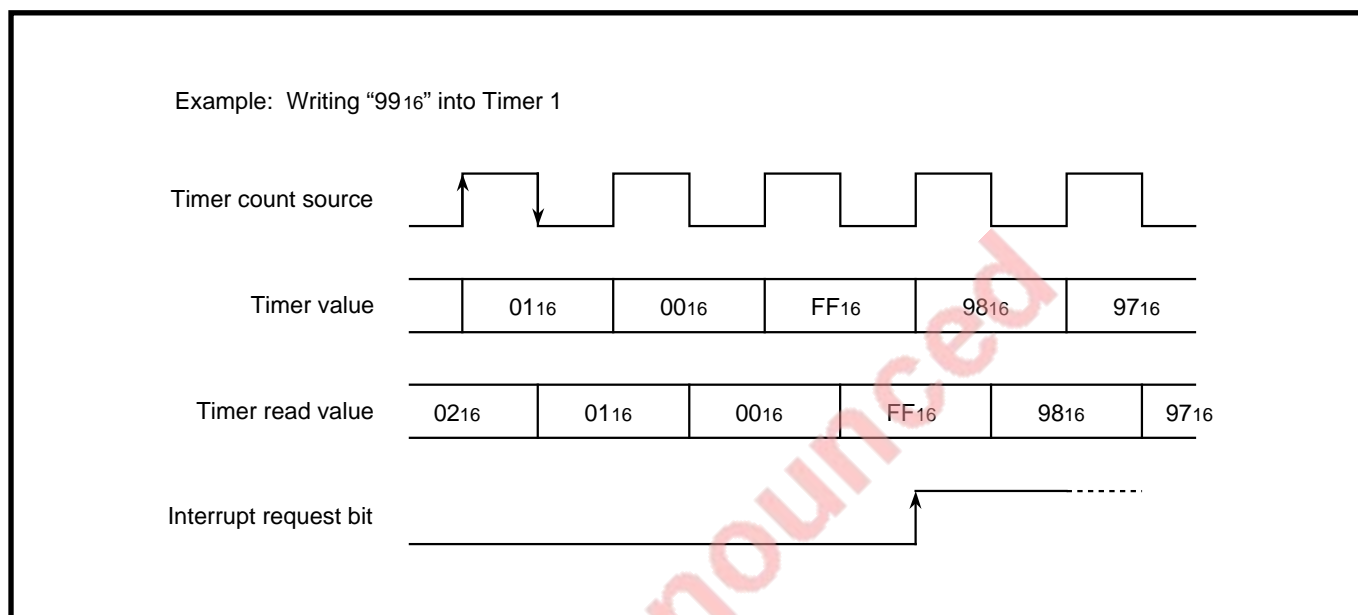 Example: Writing “9916” into Timer 1
Timer count source
Timer value 0116 0016 FF16 9816 9716
Timer read value 0216 0116 0016 FF16 9816 9716
Interrupt request bit
nounced